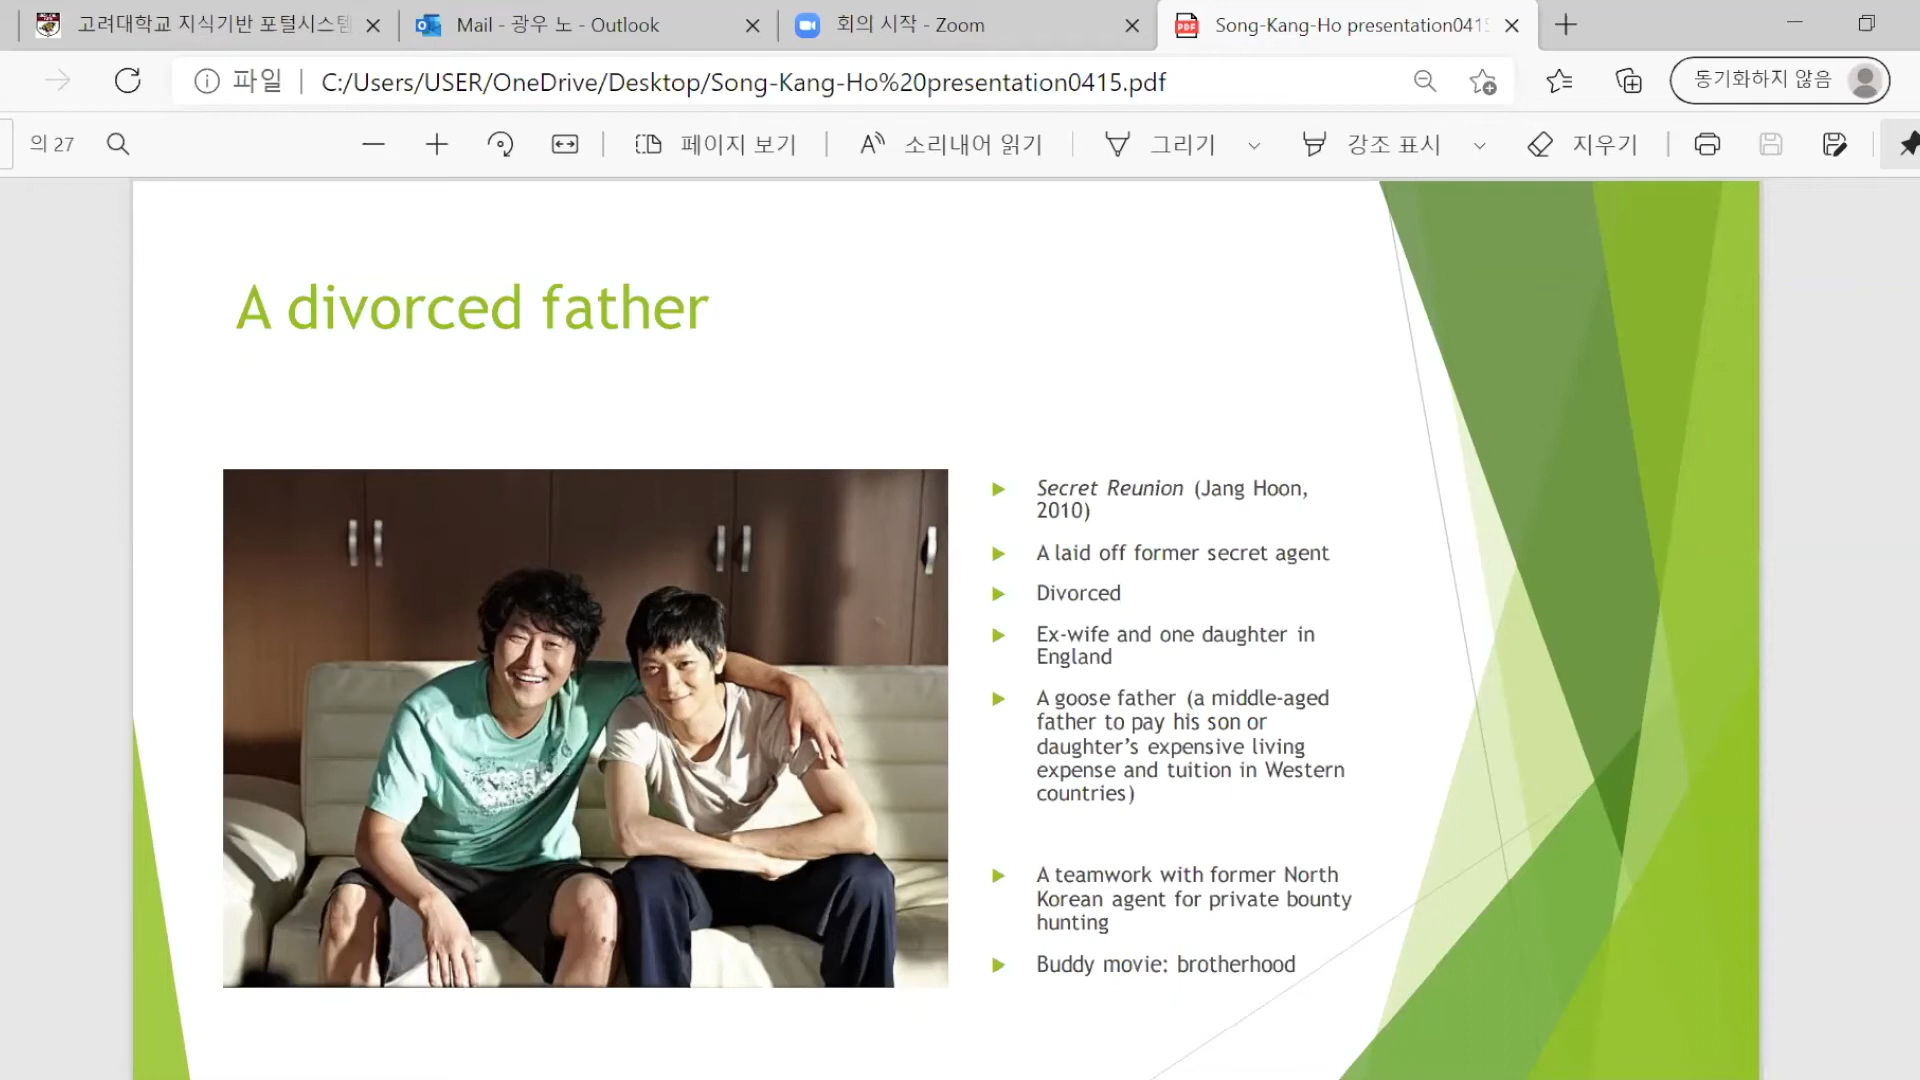 고려대학교 지식기반 포털시스템
Mail - 광우 노 - Outlook
회의 시작 - Zoom
PDF
Song-Kang-Ho presentation041
파일
C:/Users/USER/OneDrive/Desktop/Song-Kang-Ho%20presentation0415.pdf
동기화하지 않음
의 27
페이지 보기
소리내어 읽기
그리기
강조 표시
지우기
A divorced father
Secret Reunion (Jang Hoon,
2010)
A laid off former secret agent
Divorced
Ex-wife and one daughter in
England
A goose father (a middle-aged
father to pay his son or
daughter’s expensive living
expense and tuition in Western
countries)
A teamwork with former North
Korean agent for private bounty
hunting
Buddy movie: brotherhood